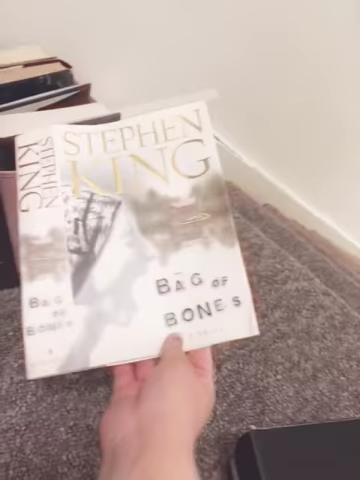 STEPHEN
KING
BAG OF
BONES
STEPHEN
KING
BAG
OF
BONES